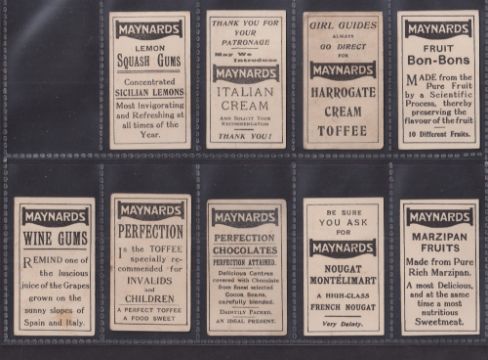 MAYNARDS
LEMON
SQUASH GUMS
Concentrated
SICILIAN LEMONS
Most Invigorating
and Refreshing at
all times of the
Year.
THANK YOU FOR
YOUR
PATRONAGE
May We
Introduce
MAYNARDS
ITALIAN
CREAM
AND SOLICIT YOUR
RECOMMENDATION
THANK YOU!
GIRL GUIDES
ALWAYS
GO DIRECT
FOR
MAYNARDS
HARROGATE
CREAM
TOFFEE
MAYNARDS
FRUIT
Bon-Bons
MADE from the
Pure Fruit
by a Scientific
Process, thereby
preserving the
flavour of the fruit
10 Different Fruits.
MAYNARDS
WINE GUMS
REMIND one of
the luscious
juice of the Grapes
grown on the
sunny slopes of
Spain and Italy.
MAYNARDS
PERFECTION
Is the TOFFEE
specially re-
commended for
INVALIDS
and
CHILDREN
A PERFECT TOFFEE
A FOOD SWEET
MAYNARDS
PERFECTION
CHOCOLATES
PERFECTION ATTAINED.
Delicious Centres
covered with Chocolate
from finest selected
Cocoa Beans,
carefully blended.
DAINTILY PACKED.
AN IDEAL PRESENT.
BE SURE
YOU ASK
FOR
MAYNARDS
NOUGAT
MONTÉLIMART
A HIGH-CLASS
FRENCH NOUGAT
Very Dainty.
MAYNARDS
MARZIPAN
FRUITS
Made from Pure
Rich Marzipan.
A most Delicious,
and at the same
time a most
nutritious
Sweetmeat.